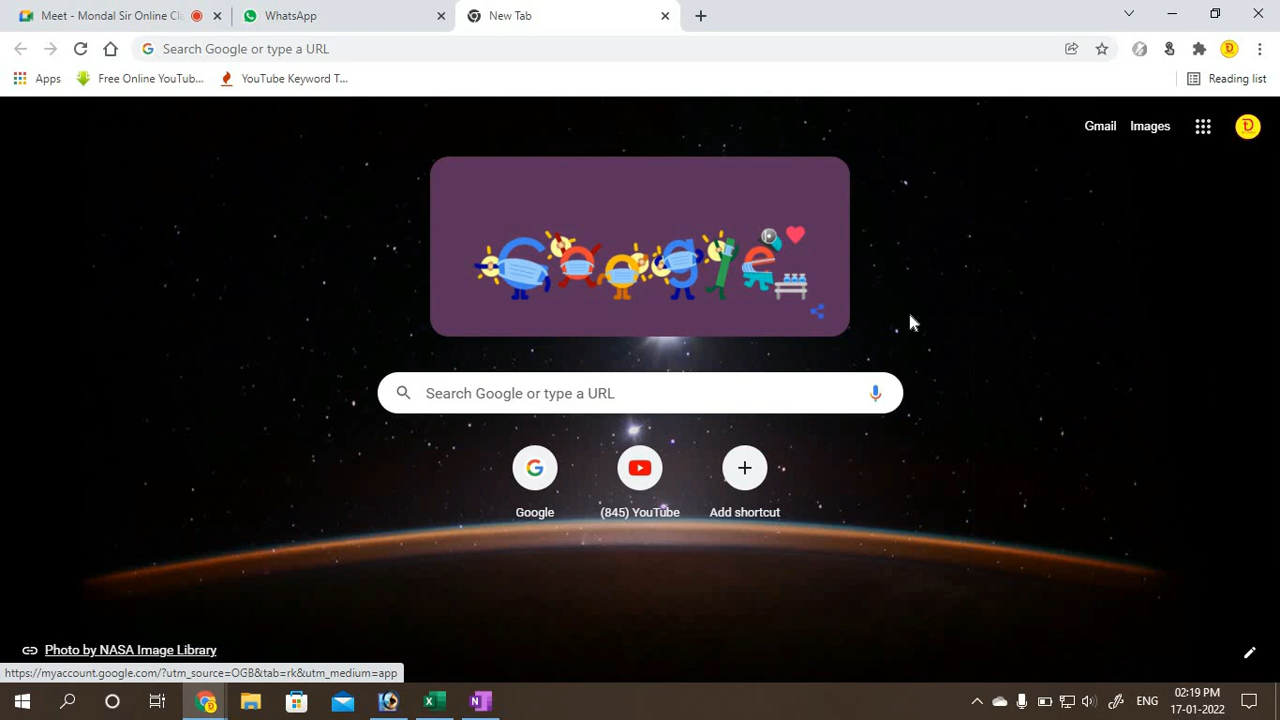 Meet - Mondal Sir Online Cl
WhatsApp
New Tab
Search Google or type a URL
Apps
Free Online YouTub...
YouTube Keyword T...
Reading list
Gmail
Images
Google
Search Google or type a URL
Google
(845) YouTube
Add shortcut
Photo by NASA Image Library
https://myaccount.google.com/?utm_source=OGB&tab=rk&utm_medium=app
ENG
02:19 PM
17-01-2022